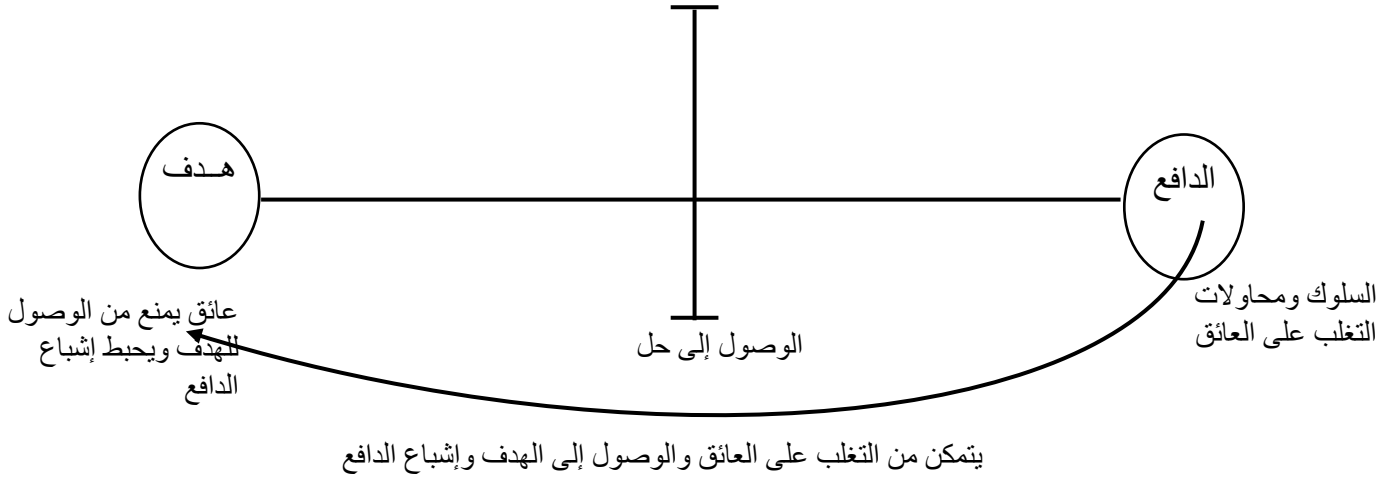 هــدف
الدافع
السلوك ومحاولات
التغلب على العائق
عائق يمنع من الوصول
للهدف ويحبط إشباع
الدافع
الوصول إلى حل
يتمكن من التغلب على العائق والوصول إلى الهدف وإشباع الدافع